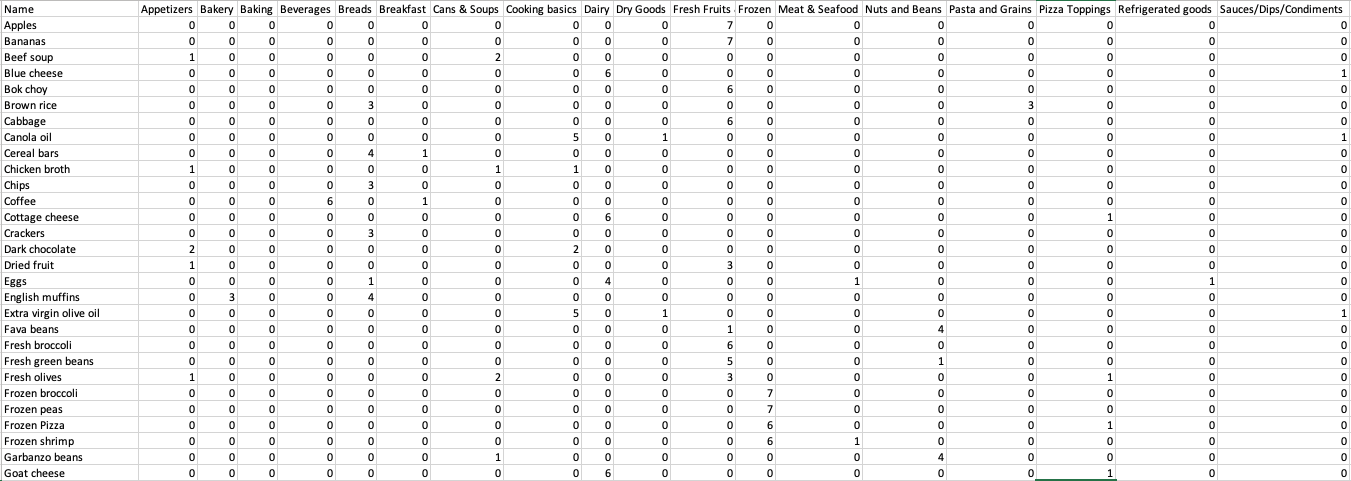 Name Appetizers Bakery Baking Beverages Breads Breakfast Cans & Soups Cooking basics Dairy Dry Goods Fresh Fruits Frozen Meat & Seafood Nuts and Beans Pasta and Grains Pizza Toppings Refrigerated goods Sauces/Dips/Condiments
Apples 0 0 0 0 0 0 0 0 0 0 7 0 0 0 0 0 0 0
Bananas 0 0 0 0 0 0 0 0 0 0 7 0 0 0 0 0 0 0
Beef soup 1 0 0 0 0 0 2 0 0 0 0 0 0 0 0 0 0 0
Blue cheese 0 0 0 0 0 0 0 0 6 0 0 0 0 0 0 0 0 1
Bok choy 0 0 0 0 0 0 0 0 0 0 6 0 0 0 0 0 0 0
Brown rice 0 0 0 0 3 0 0 0 0 0 0 0 0 0 3 0 0 0
Cabbage 0 0 0 0 0 0 0 0 0 0 6 0 0 0 0 0 0 0
Canola oil 0 0 0 0 0 0 0 5 0 1 0 0 0 0 0 0 0 1
Cereal bars 0 0 0 0 4 1 0 0 0 0 0 0 0 0 0 0 0 0
Chicken broth 1 0 0 0 0 0 1 1 0 0 0 0 0 0 0 0 0 0
Chips 0 0 0 0 3 0 0 0 0 0 0 0 0 0 0 0 0 0
Coffee 0 0 0 6 0 1 0 0 0 0 0 0 0 0 0 0 0 0
Cottage cheese 0 0 0 0 0 0 0 0 6 0 0 0 0 0 0 1 0 0
Crackers 0 0 0 0 3 0 0 0 0 0 0 0 0 0 0 0 0 0
Dark chocolate 2 0 0 0 0 0 0 2 0 0 0 0 0 0 0 0 0 0
Dried fruit 1 0 0 0 0 0 0 0 0 0 3 0 0 0 0 0 0 0
Eggs 0 0 0 0 1 0 0 0 4 0 0 0 1 0 0 0 1 0
English muffins 0 3 0 0 4 0 0 0 0 0 0 0 0 0 0 0 0 0
Extra virgin olive oil 0 0 0 0 0 0 0 5 0 1 0 0 0 0 0 0 0 1
Fava beans 0 0 0 0 0 0 0 0 0 0 1 0 0 4 0 0 0 0
Fresh broccoli 0 0 0 0 0 0 0 0 0 0 6 0 0 0 0 0 0 0
Fresh green beans 0 0 0 0 0 0 0 0 0 0 5 0 0 1 0 0 0 0
Fresh olives 1 0 0 0 0 0 2 0 0 0 3 0 0 0 0 1 0 0
Frozen broccoli 0 0 0 0 0 0 0 0 0 0 0 7 0 0 0 0 0 0
Frozen peas 0 0 0 0 0 0 0 0 0 0 0 7 0 0 0 0 0 0
Frozen Pizza 0 0 0 0 0 0 0 0 0 0 0 6 0 0 0 1 0 0
Frozen shrimp 0 0 0 0 0 0 0 0 0 0 0 6 1 0 0 0 0 0
Garbanzo beans 0 0 0 0 0 0 1 0 0 0 0 0 0 4 0 0 0 0
Goat cheese 0 0 0 0 0 0 0 0 6 0 0 0 0 0 0 1 0 0